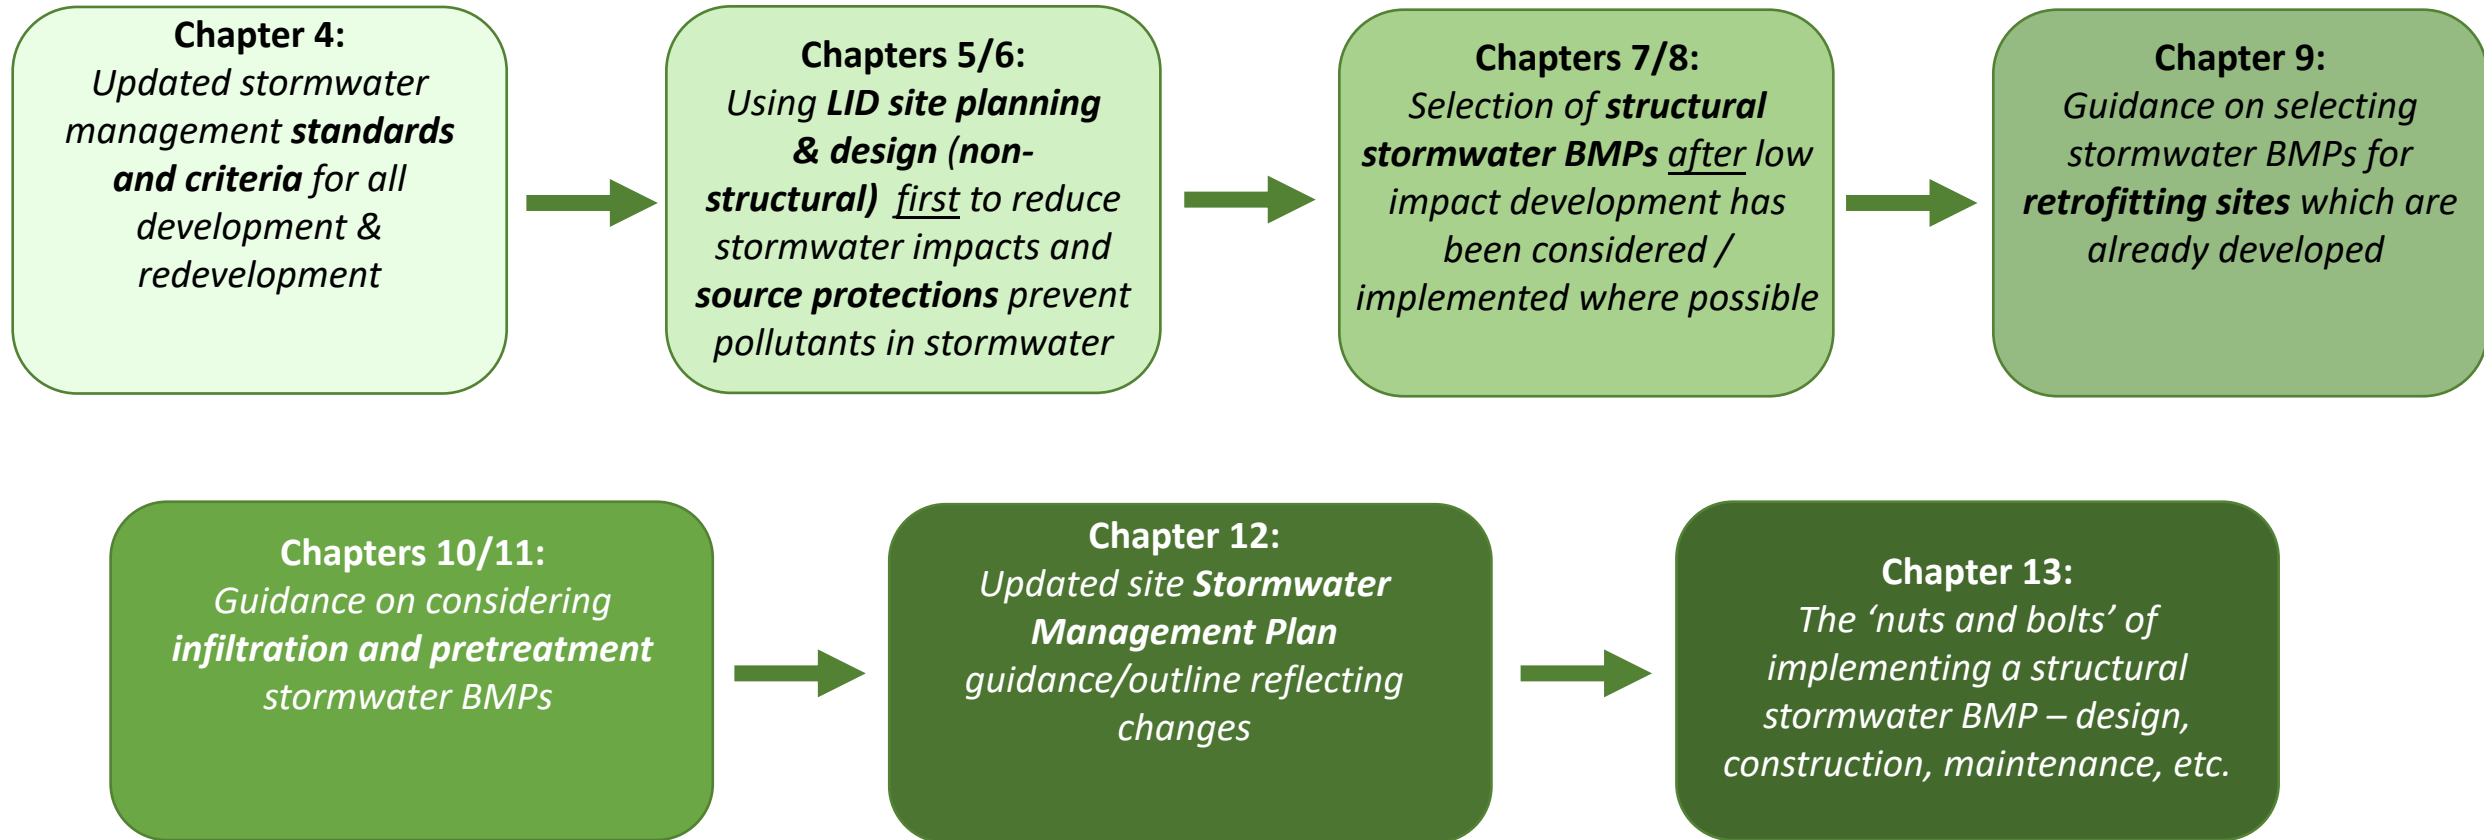 Chapter 4:
Updated stormwater
management standards
and criteria for all
development &
redevelopment
Chapters 5/6:
Using LID site planning
& design (non-
structural) first to reduce
stormwater impacts and
source protections prevent
pollutants in stormwater
Chapters 7/8:
Selection of structural
stormwater BMPs after low
impact development has
been considered /
implemented where possible
Chapter 9:
Guidance on selecting
stormwater BMPs for
retrofitting sites which are
already developed
Chapters 10/11:
Guidance on considering
infiltration and pretreatment
stormwater BMPs
Chapter 12:
Updated site Stormwater
Management Plan
guidance/outline reflecting
changes
Chapter 13:
The ‘nuts and bolts’ of
implementing a structural
stormwater BMP – design,
construction, maintenance, etc.